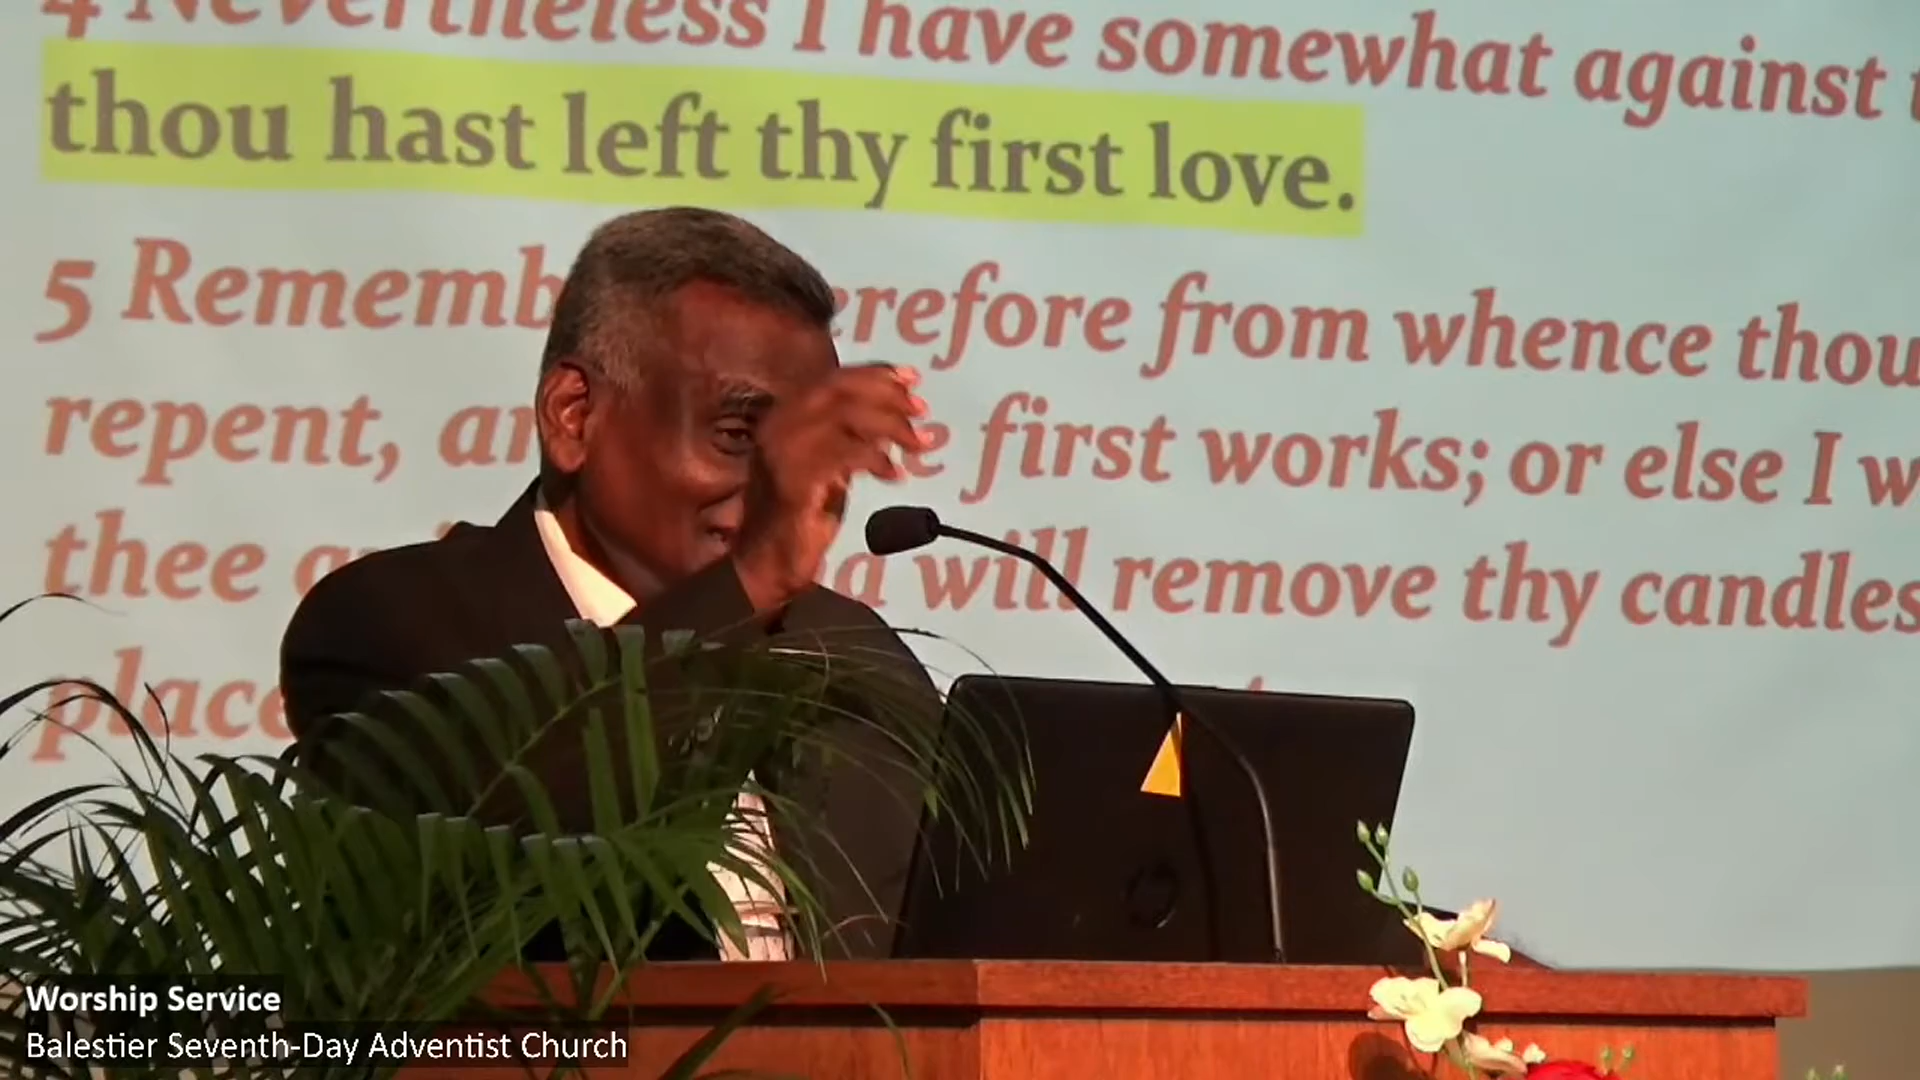 4 Nevertheless I have somewhat against
thou hast left thy first love.
5 Rememb erefore from whence thou
repent, an e first works; or else I w
thee will remove thy candles
place
Worship Service
Balestier Seventh-Day Adventist Church